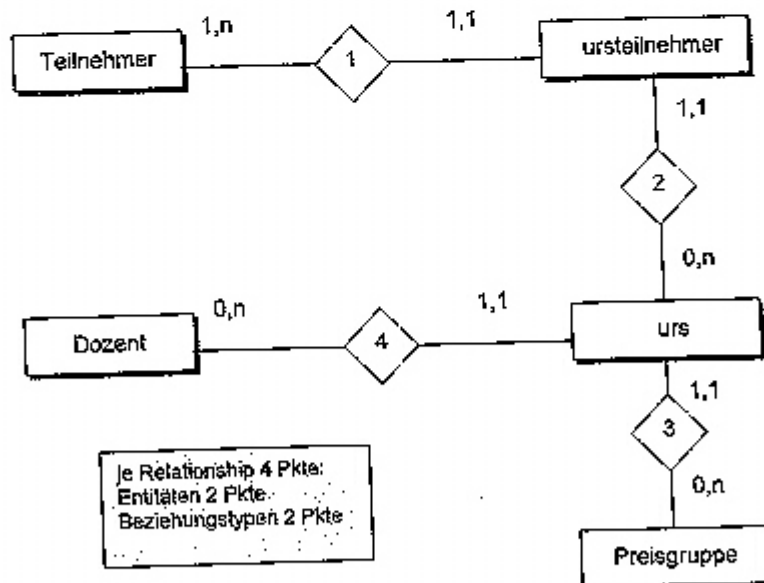 1,n
1,1
Teilnehmer
1
ursteilnehmer
1,1
2
0,n
0,n
1,1
Dozent
4
urs
1,1
3
0,n
je Relationship 4 Pkte:
Entitäten 2 Pkte
Beziehungstypen 2 Pkte
Preisgruppe